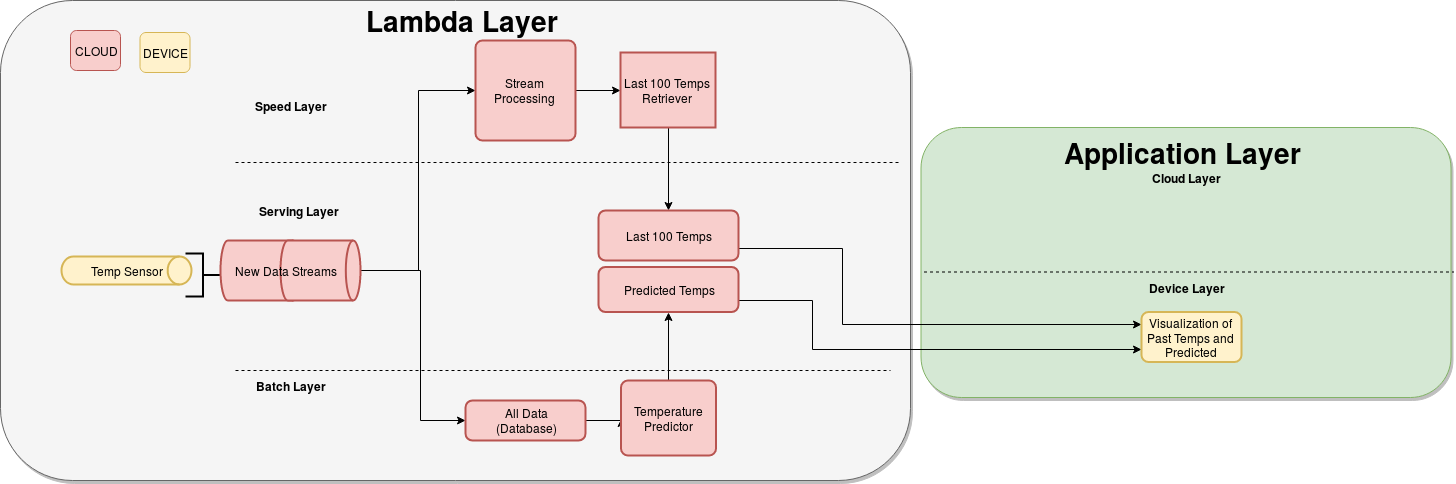 Lambda Layer
CLOUD
DEVICE
Speed Layer
Stream
Processing
Last 100 Temps
Retriever
Serving Layer
Temp Sensor
New Data Streams
Last 100 Temps
Predicted Temps
Batch Layer
All Data
(Database)
Temperature
Predictor
Application Layer
Cloud Layer
Device Layer
Visualization of
Past Temps and
Predicted